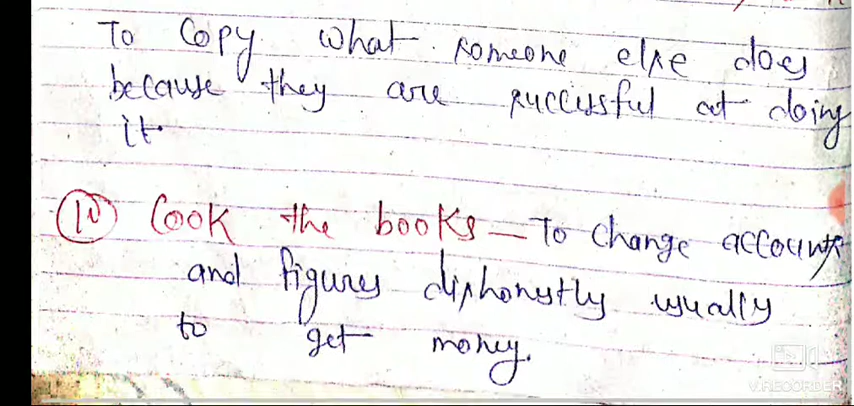 To Copy what someone else does
because they are successful at doing
it.
10 Cook the books — To change accounts
and figures dishonestly usually
to get money.
V RECORDER